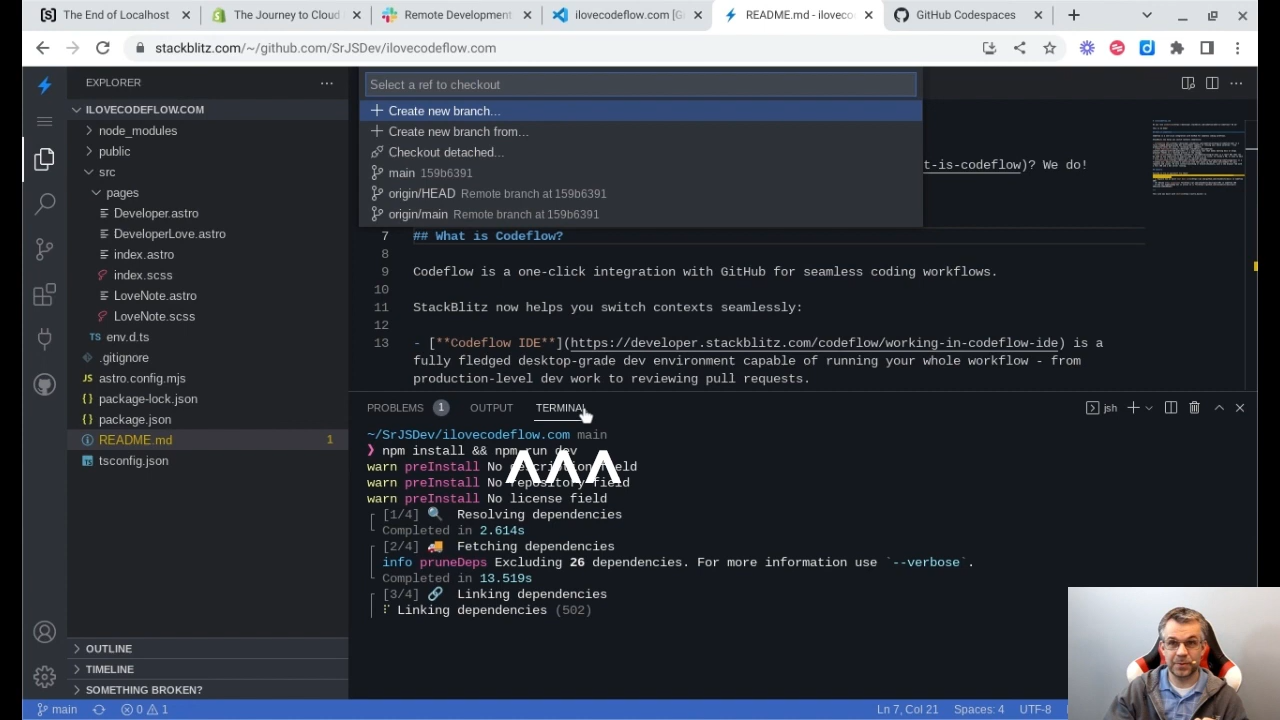 The End of Localhost
The Journey to Cloud
Remote Development
ilovecodeflow.com [G
README.md - iloveco
GitHub Codespaces
stackblitz.com/~/github.com/SrJSDev/ilovecodeflow.com
EXPLORER
ILOVECODEFLOW.COM
node_modules
public
src
pages
Developer.astro
DeveloperLove.astro
index.astro
index.scss
LoveNote.astro
LoveNote.scss
TS env.d.ts
.gitignore
JS astro.config.mjs
{} package-lock.json
{} package.json
README.md 1
tsconfig.json
OUTLINE
TIMELINE
SOMETHING BROKEN?
Select a ref to checkout
Create new branch...
Create new branch from...
Checkout detached...
main 159b6391
origin/HEAD Remote branch at 159b6391
origin/main Remote branch at 159b6391
t-is-codeflow)? We do!
7 ## What is Codeflow?
8
9 Codeflow is a one-click integration with GitHub for seamless coding workflows.
10
11 StackBlitz now helps you switch contexts seamlessly:
12
13 - [**Codeflow IDE**](https://developer.stackblitz.com/codeflow/working-in-codeflow-ide) is a
fully fledged desktop-grade dev environment capable of running your whole workflow - from
production-level dev work to reviewing pull requests.
PROBLEMS 1 OUTPUT TERMINAL
jsh
~/SrJSDev/ilovecodeflow.com main
❯ npm install && npm run dev
warn preInstall No description field
warn preInstall No repository field
warn preInstall No license field
^^^
[1/4] 🔍 Resolving dependencies
Completed in 2.614s
[2/4] 🚚 Fetching dependencies
info pruneDeps Excluding 26 dependencies. For more information use `--verbose`.
Completed in 13.519s
[3/4] 🔗 Linking dependencies
Linking dependencies (502)
main 0 1 Ln 7, Col 21 Spaces: 4 UTF-8